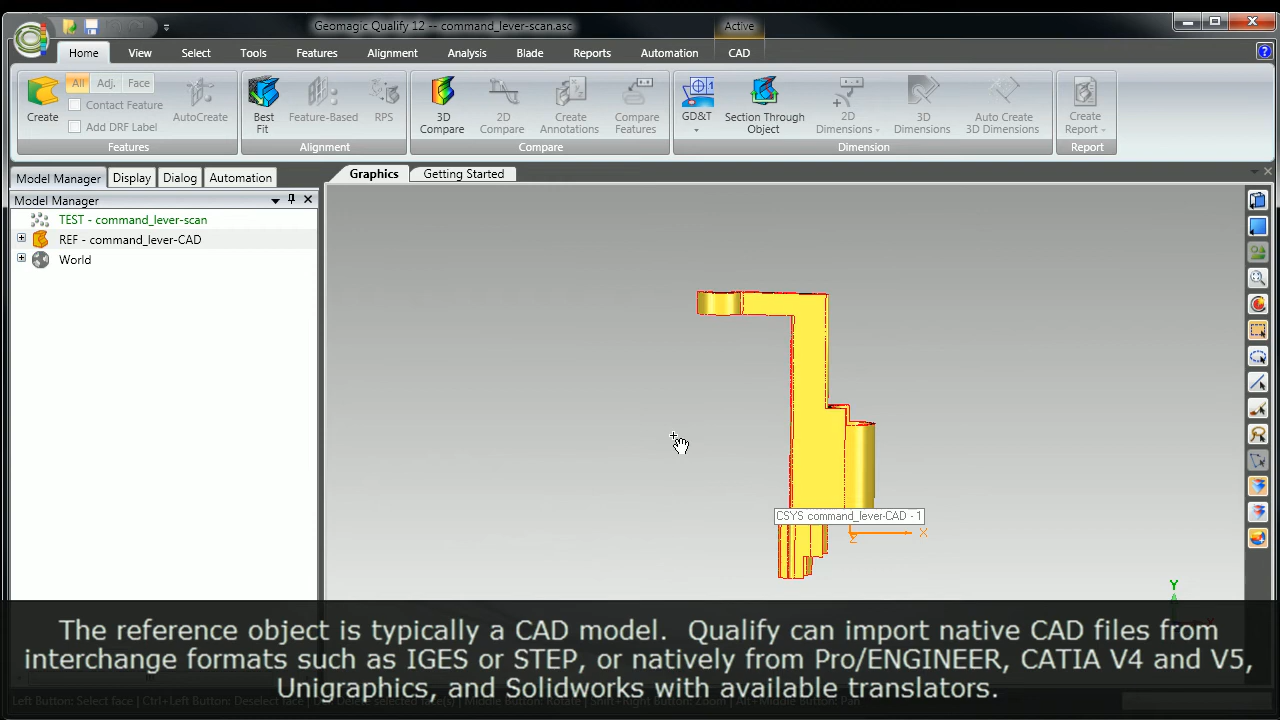 Geomagic Qualify 12 -- command_lever-scan.asc
Active
Home View Select Tools Features Alignment Analysis Blade Reports Automation CAD
Create
All Adj. Face
Contact Feature
Add DRF Label
AutoCreate
Features
Best Fit
Feature-Based
RPS
Alignment
3D Compare
2D Compare
Create Annotations
Compare Features
Compare
GD&T
Section Through Object
2D Dimensions
3D Dimensions
Auto Create 3D Dimensions
Dimension
Create Report
Report
Model Manager Display Dialog Automation
Graphics Getting Started
Model Manager
TEST - command_lever-scan
REF - command_lever-CAD
World
CSYS command_lever-CAD - 1
X
Z
Y
The reference object is typically a CAD model. Qualify can import native CAD files from
interchange formats such as IGES or STEP, or natively from Pro/ENGINEER, CATIA V4 and V5,
Unigraphics, and Solidworks with available translators.